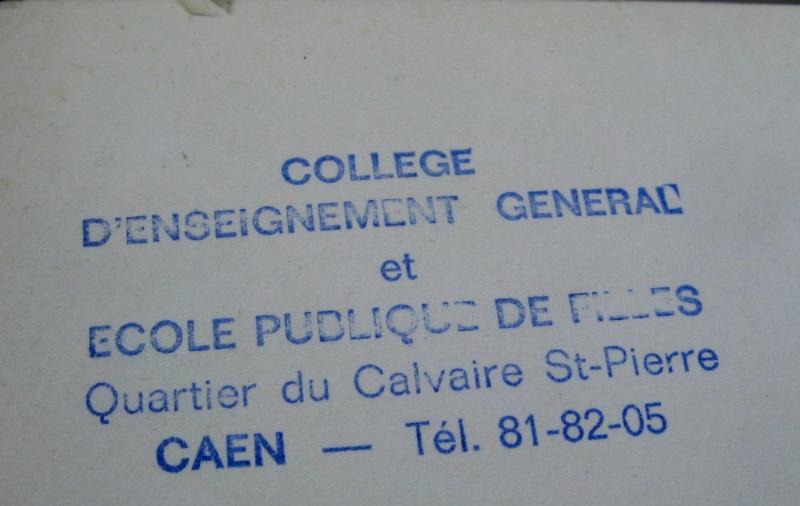 COLLEGE
D'ENSEIGNEMENT GENERAL
et
ECOLE PUBLIQUE DE FILLES
Quartier du Calvaire St-Pierre
CAEN — Tél. 81-82-05